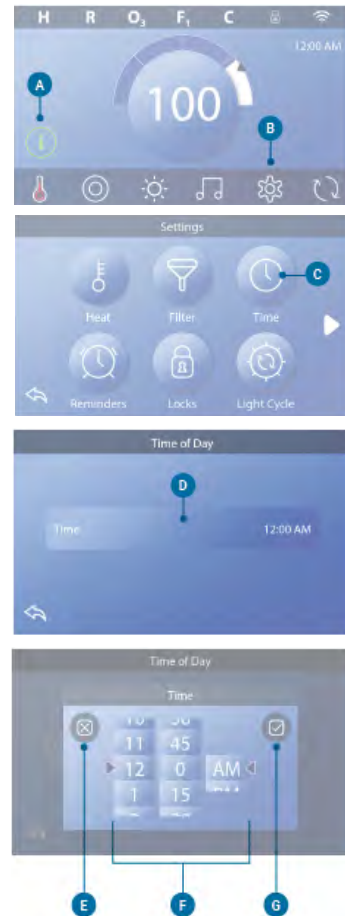 H R O₃ F₁ C
12:00 AM
A
100
B
Settings
C
Heat Filter Time
Reminders Locks Light Cycle
Time of Day
D
Time 12:00 AM
Time of Day
Time
11 45
12 0 AM
1 15
E F G